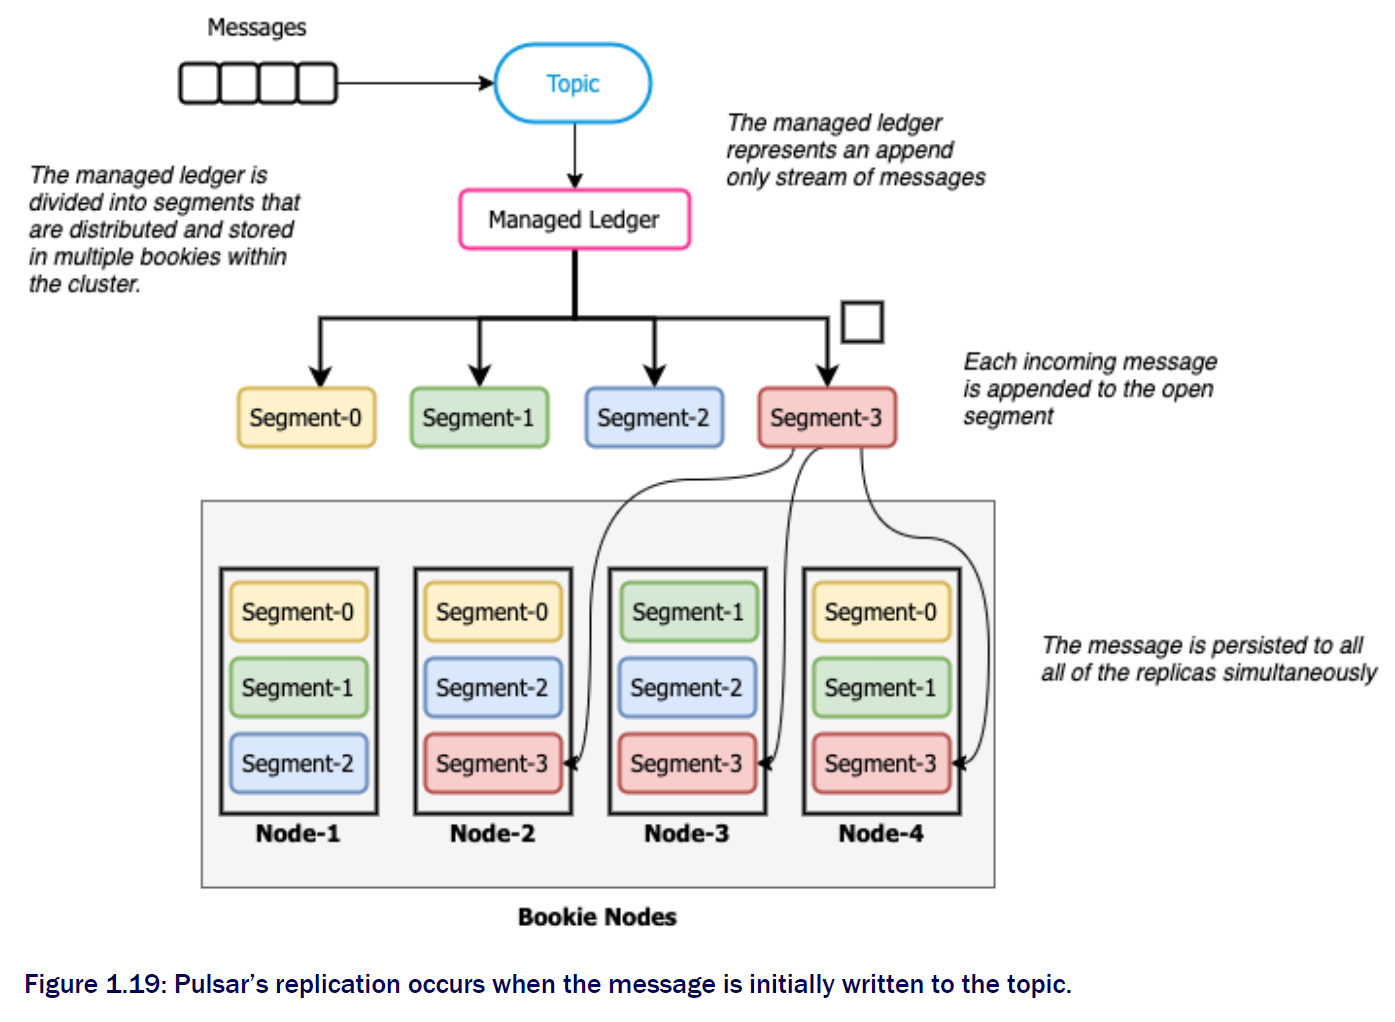 Messages
Topic
The managed ledger
represents an append
only stream of messages
The managed ledger is
divided into segments that
are distributed and stored
in multiple bookies within
the cluster.
Managed Ledger
Each incoming message
is appended to the open
segment
Segment-0
Segment-1
Segment-2
Segment-3
Segment-0
Segment-1
Segment-2
Node-1
Segment-0
Segment-2
Segment-3
Node-2
Segment-1
Segment-2
Segment-3
Node-3
Segment-0
Segment-1
Segment-3
Node-4
The message is persisted to all
all of the replicas simultaneously
Bookie Nodes
Figure 1.19: Pulsar’s replication occurs when the message is initially written to the topic.